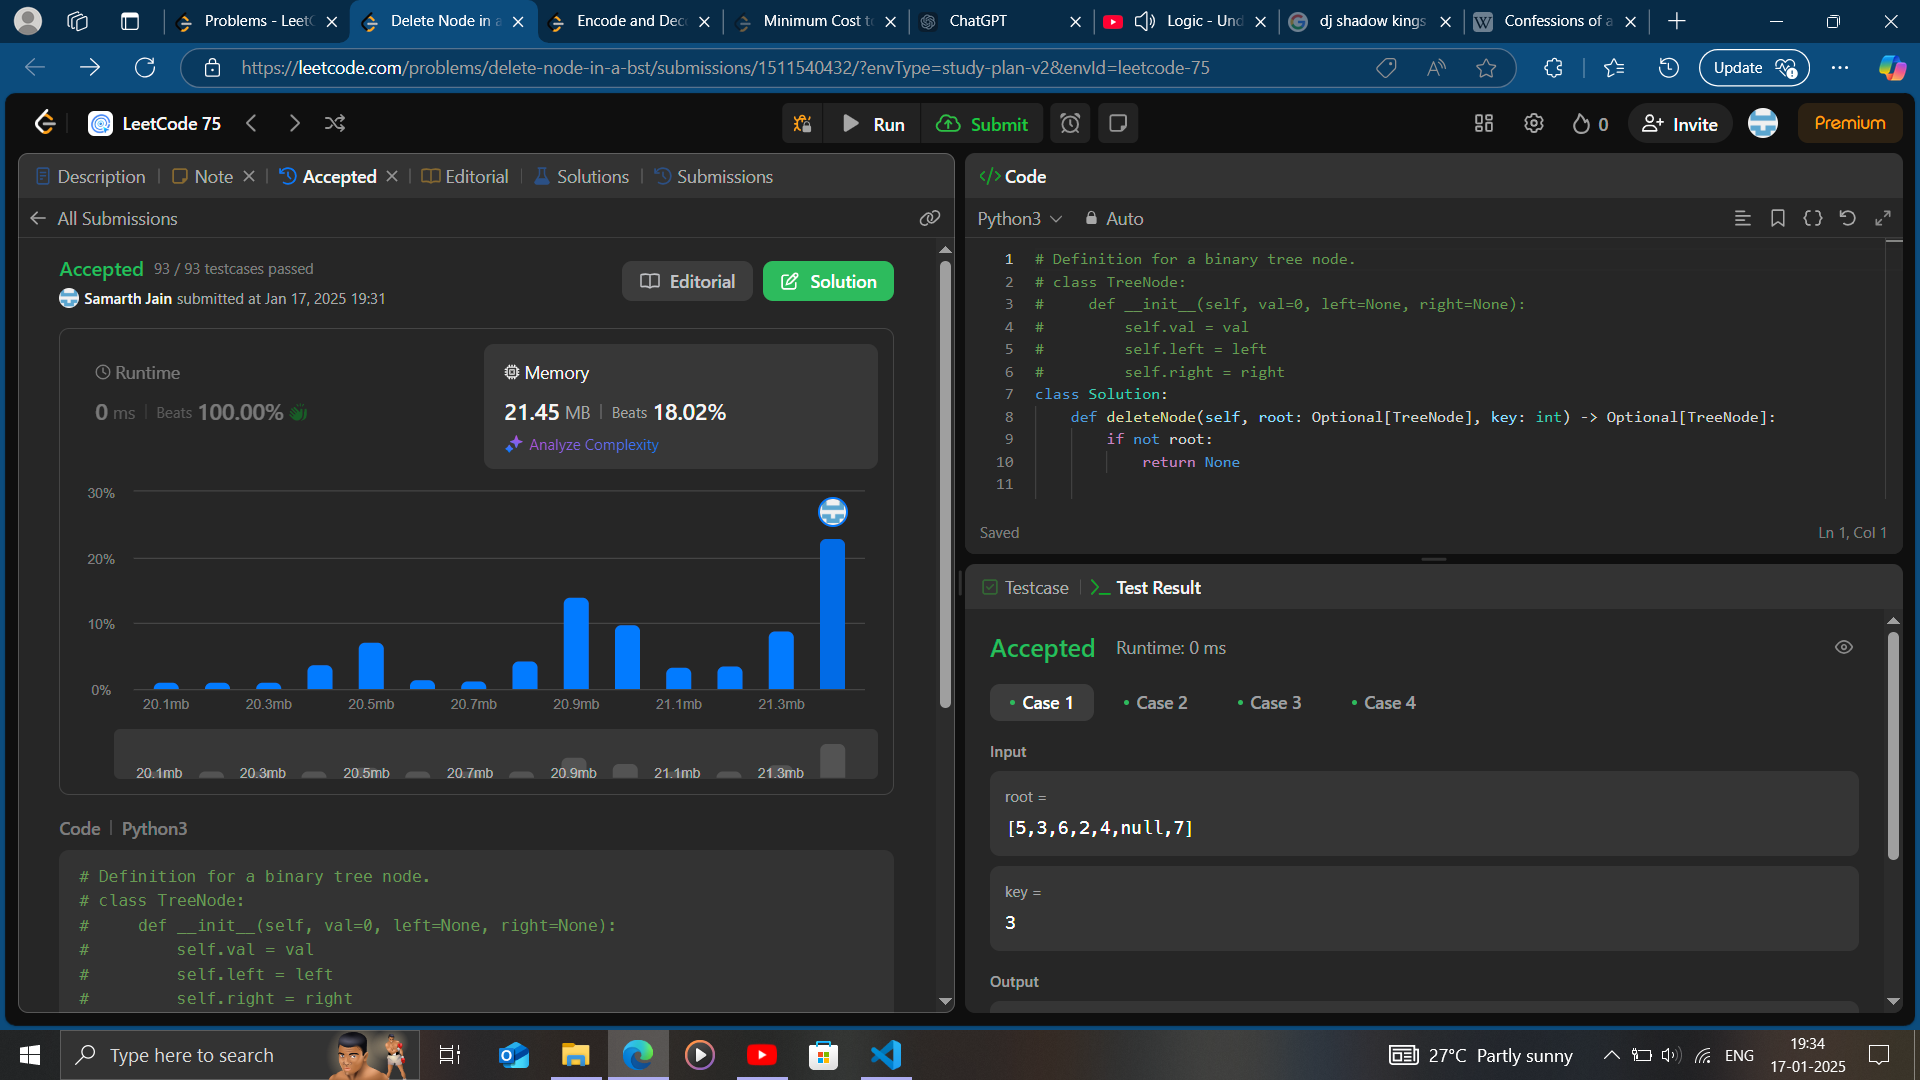 Problems - LeetC
Delete Node in a
Encode and Deco
Minimum Cost to
ChatGPT
Logic - Und
dj shadow kings
Confessions of a
https://leetcode.com/problems/delete-node-in-a-bst/submissions/1511540432/?envType=study-plan-v2&envId=leetcode-75
Update
LeetCode 75
Run
Submit
0
Invite
Premium
Description
Note
Accepted
Editorial
Solutions
Submissions
All Submissions
Accepted 93 / 93 testcases passed
Samarth Jain submitted at Jan 17, 2025 19:31
Editorial
Solution
Runtime
0 ms Beats 100.00%
Memory
21.45 MB Beats 18.02%
Analyze Complexity
30%
20%
10%
0%
20.1mb 20.3mb 20.5mb 20.7mb 20.9mb 21.1mb 21.3mb
20.1mb 20.3mb 20.5mb 20.7mb 20.9mb 21.1mb 21.3mb
Code Python3
# Definition for a binary tree node.
# class TreeNode:
#     def __init__(self, val=0, left=None, right=None):
#         self.val = val
#         self.left = left
#         self.right = right
</> Code
Python3
Auto
1 # Definition for a binary tree node.
2 # class TreeNode:
3 #     def __init__(self, val=0, left=None, right=None):
4 #         self.val = val
5 #         self.left = left
6 #         self.right = right
7 class Solution:
8     def deleteNode(self, root: Optional[TreeNode], key: int) -> Optional[TreeNode]:
9         if not root:
10             return None
11
Saved
Ln 1, Col 1
Testcase
Test Result
Accepted Runtime: 0 ms
Case 1
Case 2
Case 3
Case 4
Input
root =
[5,3,6,2,4,null,7]
key =
3
Output
Type here to search
27°C Partly sunny
ENG
19:34
17-01-2025